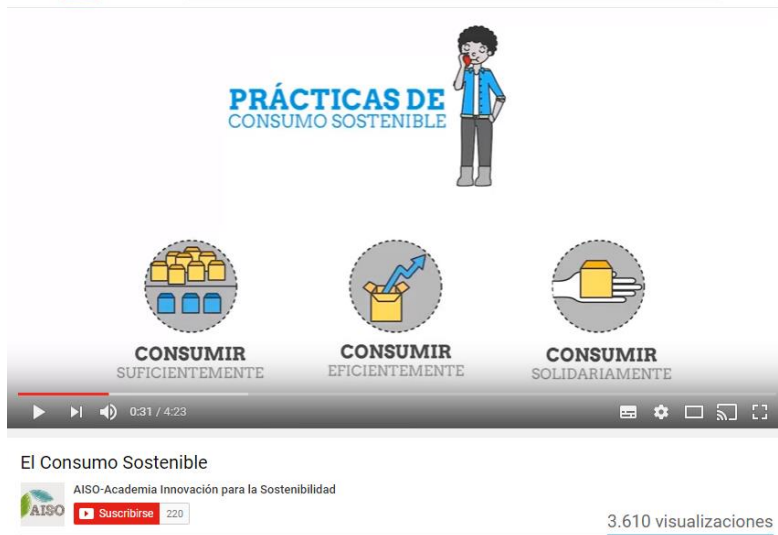 PRÁCTICAS DE
CONSUMO SOSTENIBLE
CONSUMIR
SUFICIENTEMENTE
CONSUMIR
EFICIENTEMENTE
CONSUMIR
SOLIDARIAMENTE
0:31 / 4:23
El Consumo Sostenible
AISO
AISO-Academia Innovación para la Sostenibilidad
Suscribirse 220
3.610 visualizaciones